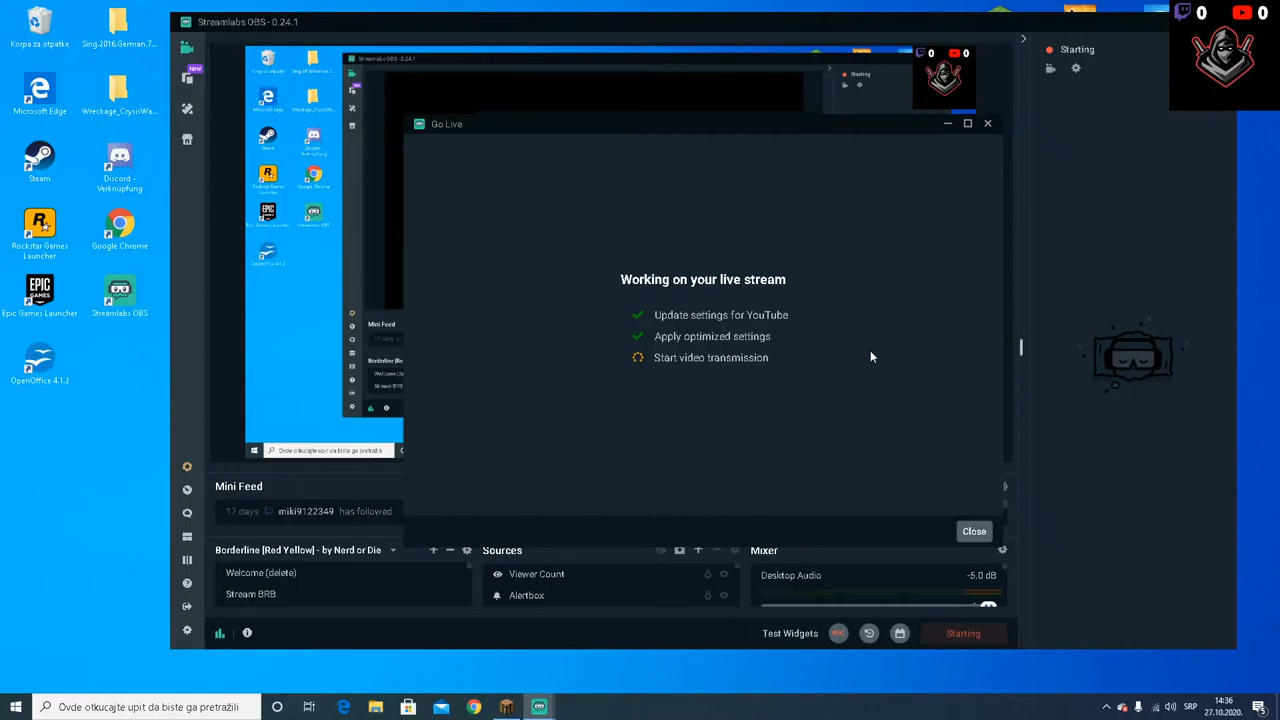 Korpa za otpatke
Sing.2016.German.7...
Microsoft Edge
Wreckage_CrysisWa...
Steam
Discord -
Verknüpfung
Rockstar Games
Launcher
Google Chrome
Epic Games Launcher
Streamlabs OBS
OpenOffice 4.1.2
Streamlabs OBS - 0.24.1
New
0
0
Starting
Go Live
Working on your live stream
Update settings for YouTube
Apply optimized settings
Start video transmission
Close
Mini Feed
17 days miki9122349 has followed
Borderline [Red Yellow] - by Nerd or Die
Welcome (delete)
Stream BRB
Sources
Viewer Count
Alertbox
Mixer
Desktop Audio -5.0 dB
Test Widgets REC Starting
Ovde otkucajte upit da biste ga pretražili
SRP
14:36
27.10.2020.
5